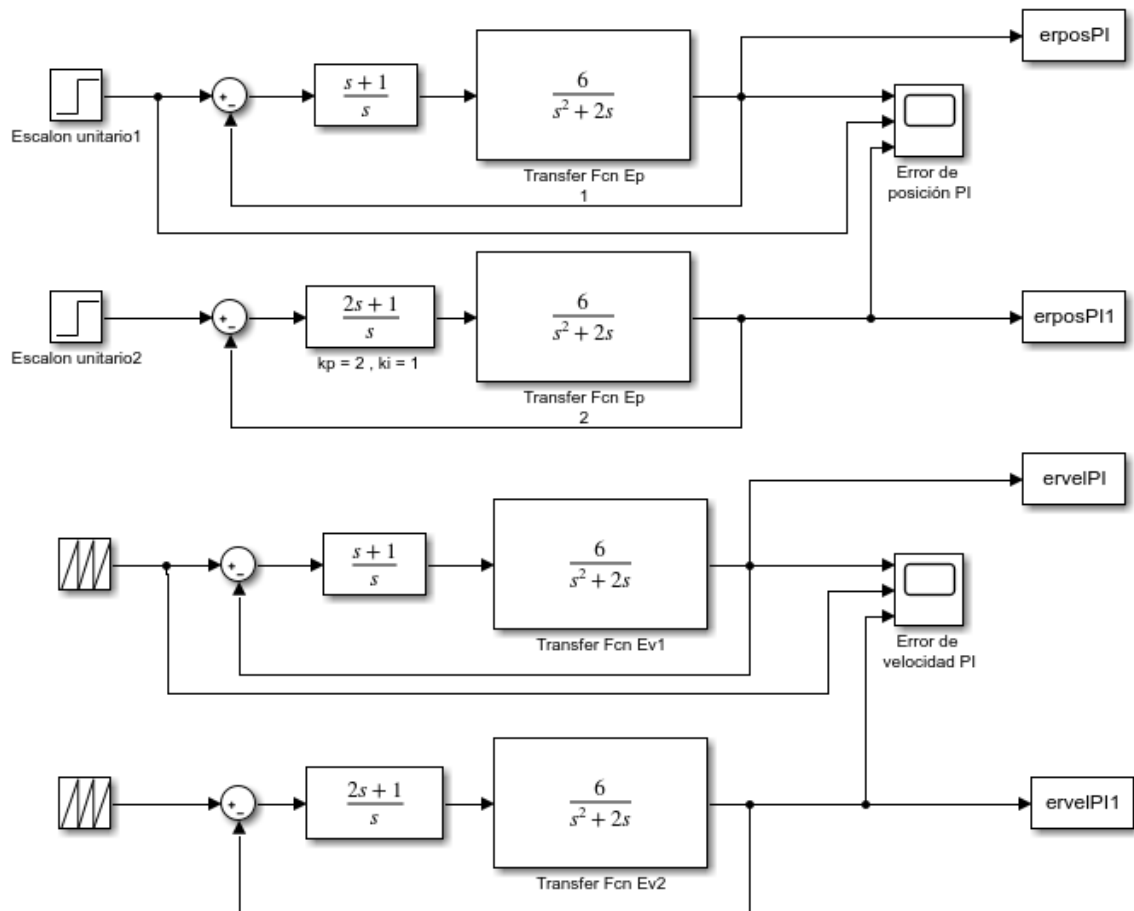 erposPI
Escalon unitario1
+
−
s + 1
s
6
s² + 2s
Transfer Fcn Ep
1
Error de
posición PI
Escalon unitario2
+
−
2s + 1
s
kp = 2 , ki = 1
6
s² + 2s
Transfer Fcn Ep
2
erposPI1
ervelPI
+
−
s + 1
s
6
s² + 2s
Transfer Fcn Ev1
Error de
velocidad PI
+
−
2s + 1
s
6
s² + 2s
Transfer Fcn Ev2
ervelPI1